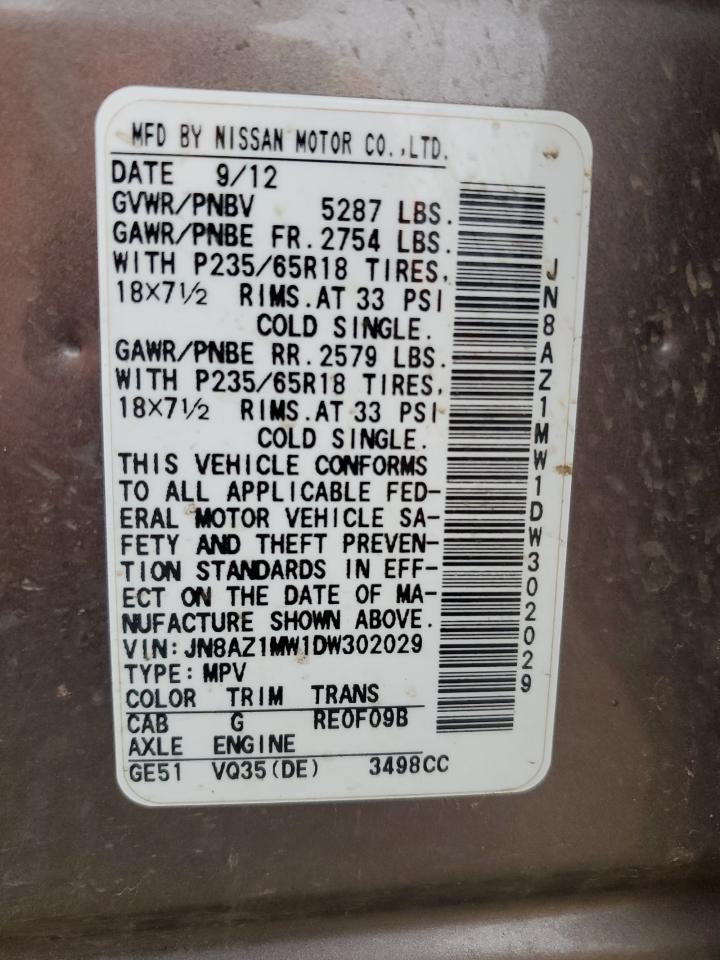 MFD BY NISSAN MOTOR CO.,LTD.
DATE 9/12
GVWR/PNBV 5287 LBS.
GAWR/PNBE FR. 2754 LBS.
WITH P235/65R18 TIRES,
18×7½ RIMS.AT 33 PSI
COLD SINGLE.
GAWR/PNBE RR. 2579 LBS.
WITH P235/65R18 TIRES,
18×7½ RIMS.AT 33 PSI
COLD SINGLE.
THIS VEHICLE CONFORMS
TO ALL APPLICABLE FED-
ERAL MOTOR VEHICLE SA-
FETY AND THEFT PREVEN-
TION STANDARDS IN EFF-
ECT ON THE DATE OF MA-
NUFACTURE SHOWN ABOVE.
VIN: JN8AZ1MW1DW302029
TYPE: MPV
COLOR TRIM TRANS
CAB G RE0F09B
AXLE ENGINE
GE51 VQ35(DE) 3498CC
JN8AZ1MW1DW302029